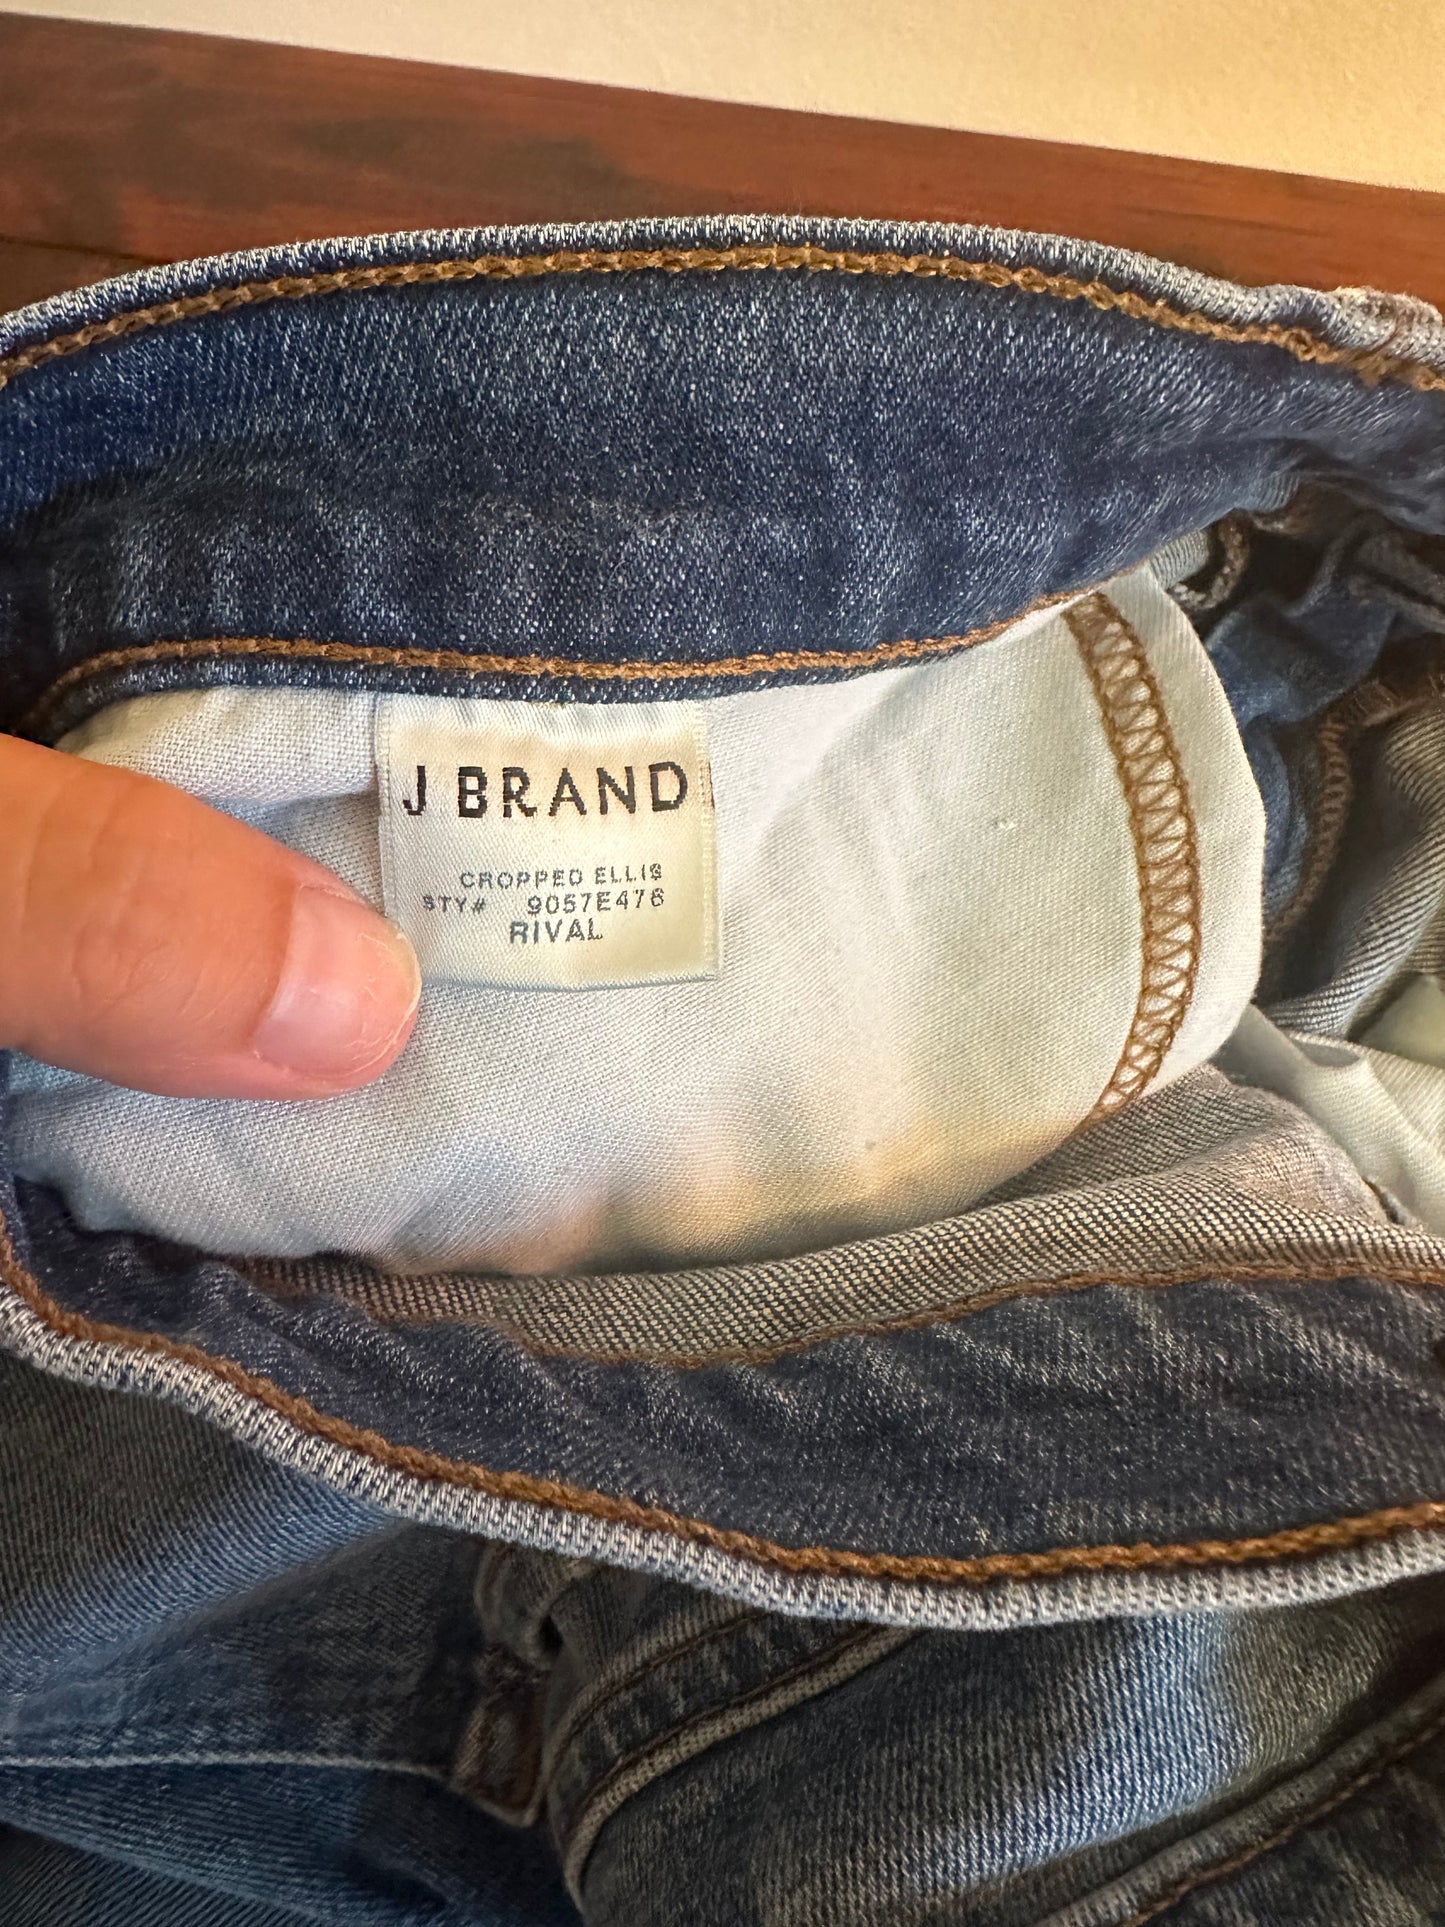 J BRAND
CROPPED ELLIS
STY# 9057E476
RIVAL